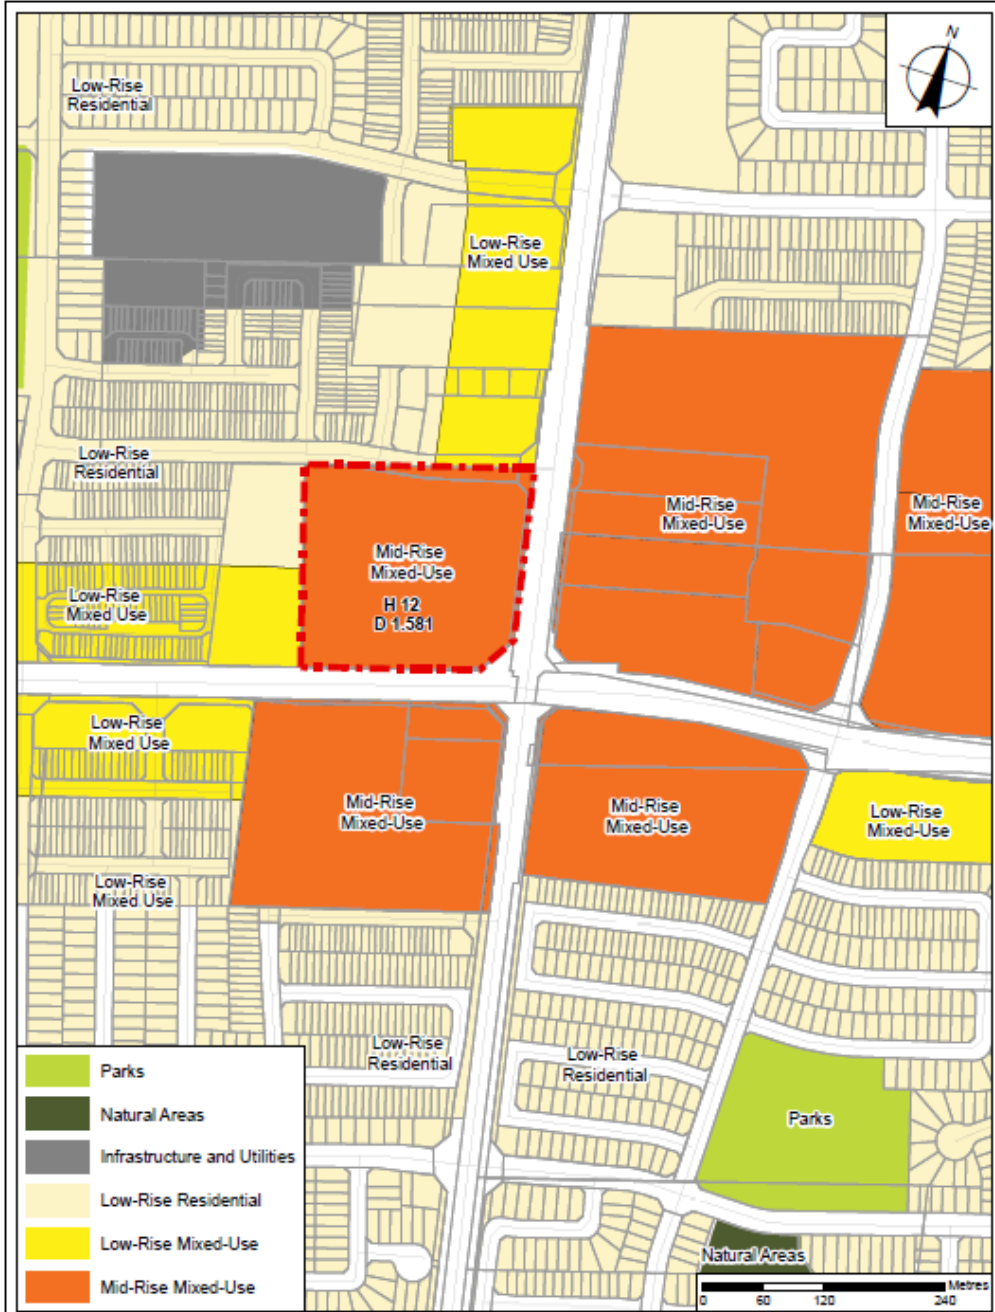 N
Low-Rise
Residential
Low-Rise
Mixed Use
Low-Rise
Residential
Mid-Rise
Mixed-Use
Mid-Rise
Mixed-Use
Mid-Rise
Mixed-Use
H 12
D 1.581
Low-Rise
Mixed Use
Low-Rise
Mixed Use
Mid-Rise
Mixed-Use
Mid-Rise
Mixed-Use
Low-Rise
Mixed-Use
Low-Rise
Mixed Use
Low-Rise
Residential
Low-Rise
Residential
Parks
Natural Areas
Parks
Natural Areas
Infrastructure and Utilities
Low-Rise Residential
Low-Rise Mixed-Use
Mid-Rise Mixed-Use
Metres
0 60 120 240